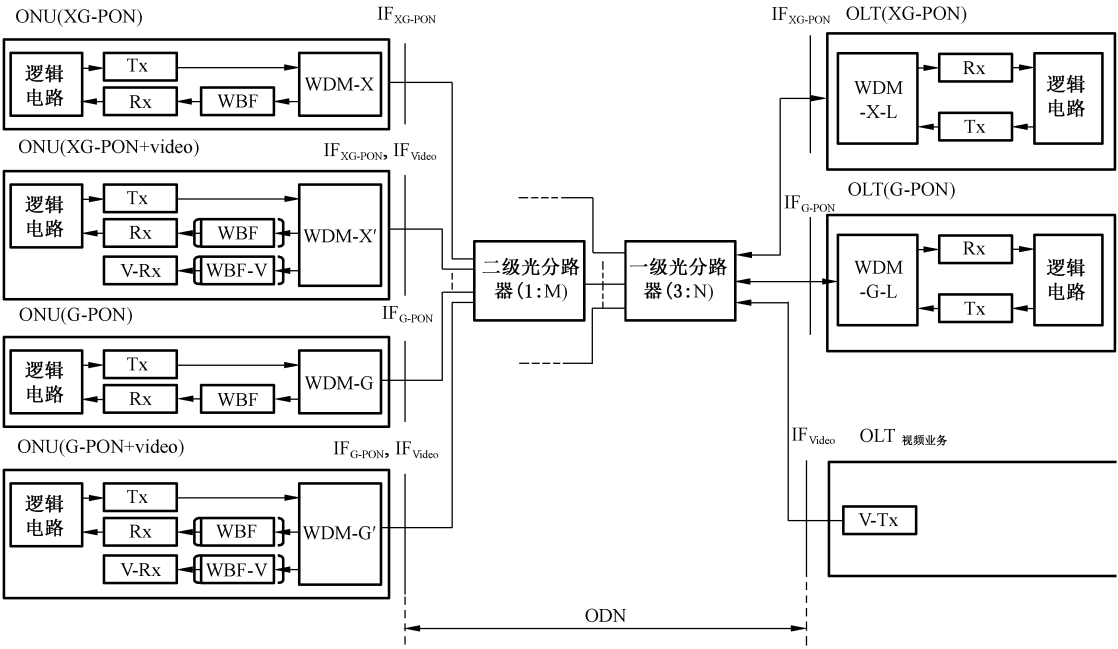 ONU(XG-PON)
IFXG-PON
逻辑
电路
Tx
Rx
WBF
WDM-X
ONU(XG-PON+video)
IFXG-PON, IFVideo
逻辑
电路
Tx
Rx
WBF
V-Rx
WBF-V
WDM-X′
ONU(G-PON)
IFG-PON
逻辑
电路
Tx
Rx
WBF
WDM-G
ONU(G-PON+video)
IFG-PON, IFVideo
逻辑
电路
Tx
Rx
WBF
V-Rx
WBF-V
WDM-G′
二级光分路
器(1:M)
一级光分路
器(3:N)
ODN
IFXG-PON
OLT(XG-PON)
WDM
-X-L
Rx
Tx
逻辑
电路
OLT(G-PON)
IFG-PON
WDM
-G-L
Rx
Tx
逻辑
电路
IFVideo
OLT 视频业务
V-Tx